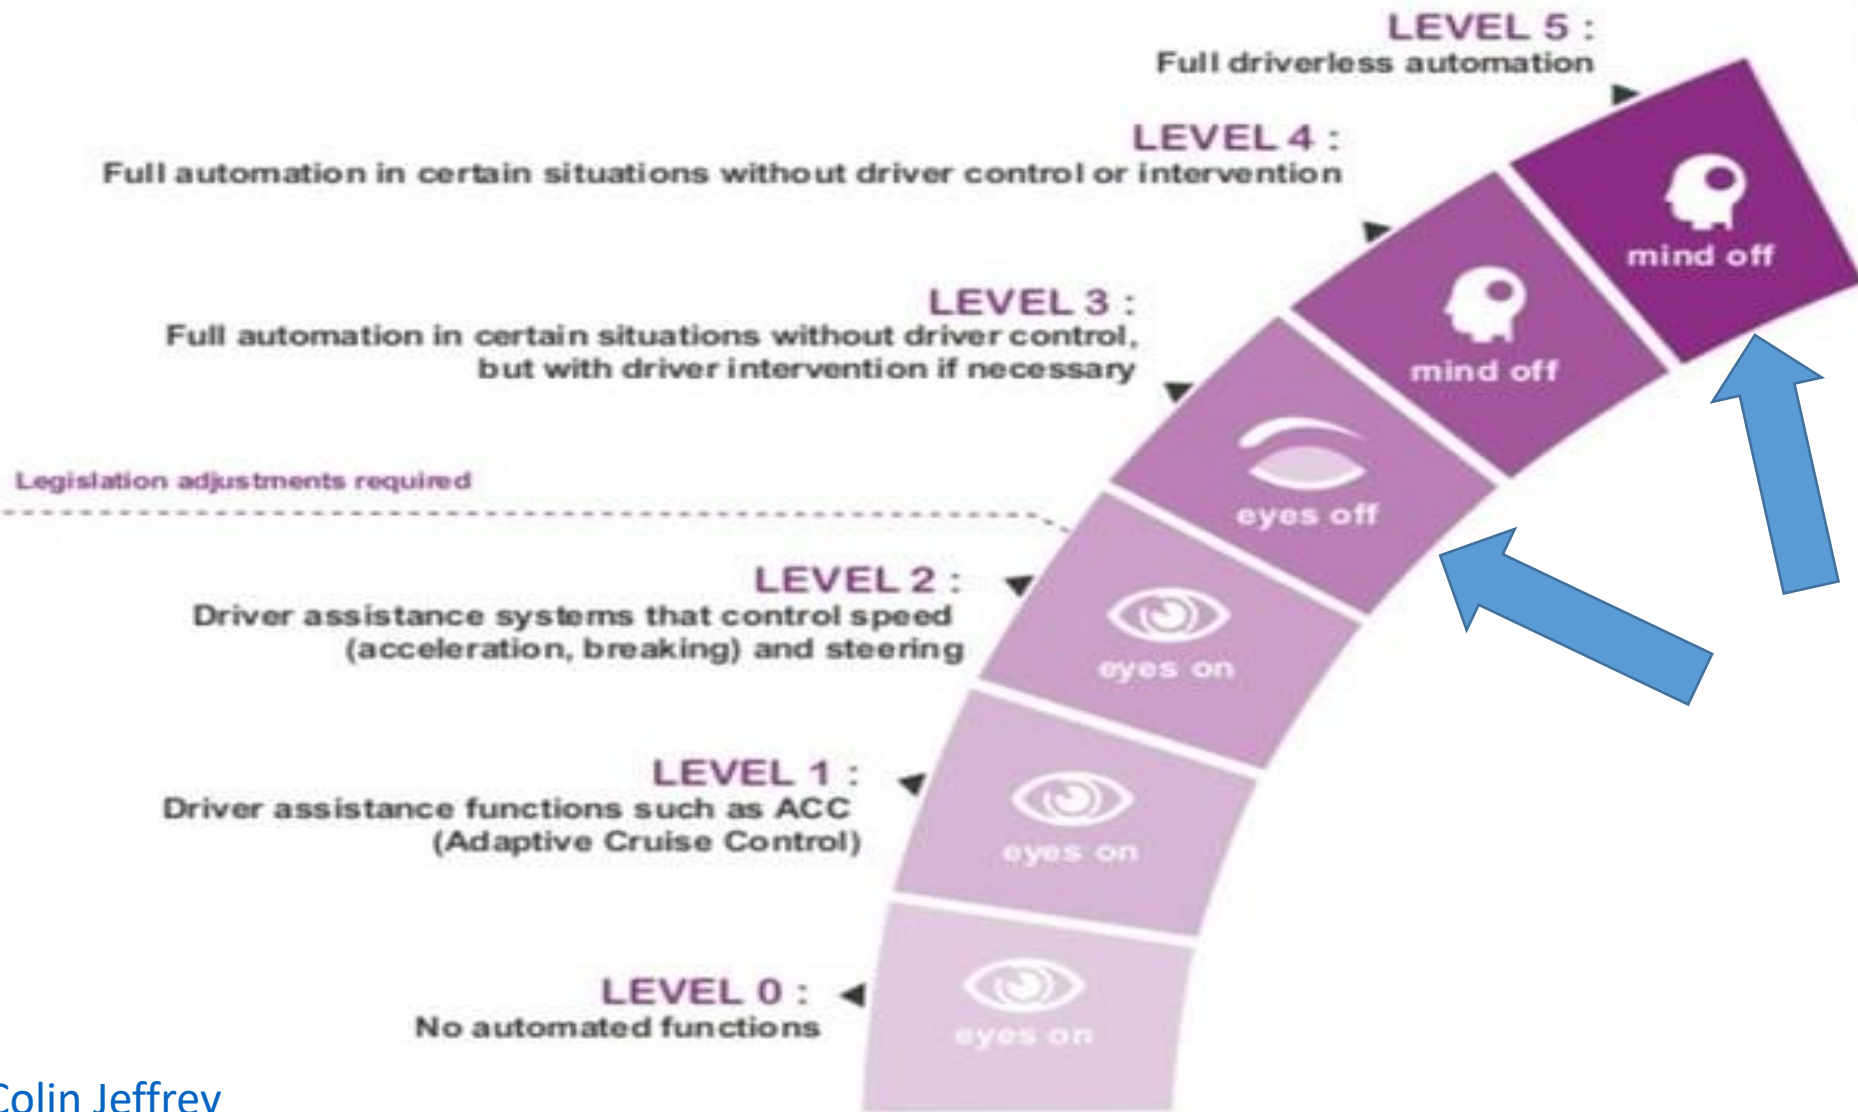 LEVEL 5 :
Full driverless automation
LEVEL 4 :
Full automation in certain situations without driver control or intervention
mind off
LEVEL 3 :
Full automation in certain situations without driver control,
but with driver intervention if necessary
mind off
Legislation adjustments required
eyes off
LEVEL 2 :
Driver assistance systems that control speed
(acceleration, breaking) and steering
eyes on
LEVEL 1 :
Driver assistance functions such as ACC
(Adaptive Cruise Control)
eyes on
LEVEL 0 :
No automated functions
eyes on
Colin Jeffrey